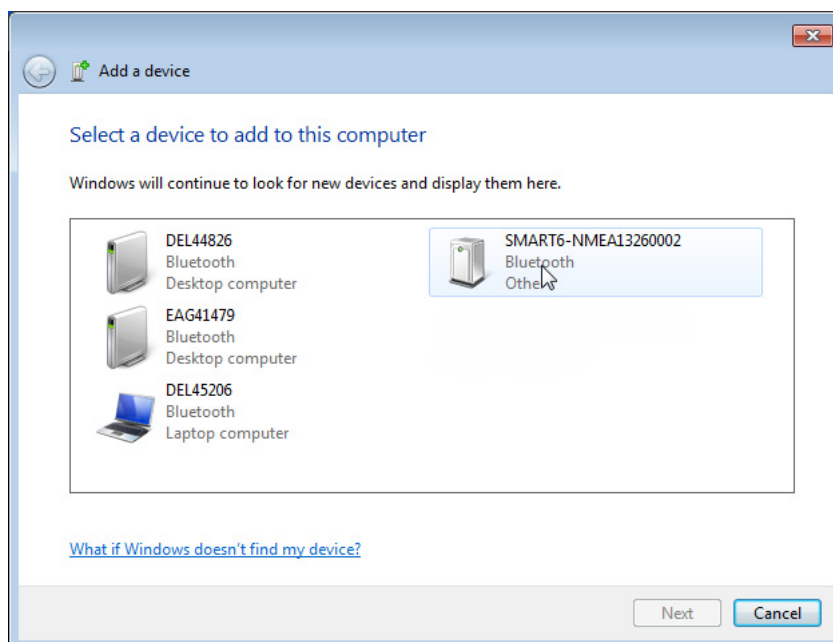 Add a device
Select a device to add to this computer
Windows will continue to look for new devices and display them here.
DEL44826
Bluetooth
Desktop computer
EAG41479
Bluetooth
Desktop computer
DEL45206
Bluetooth
Laptop computer
SMART6-NMEA13260002
Bluetooth
Other
What if Windows doesn't find my device?
Next
Cancel